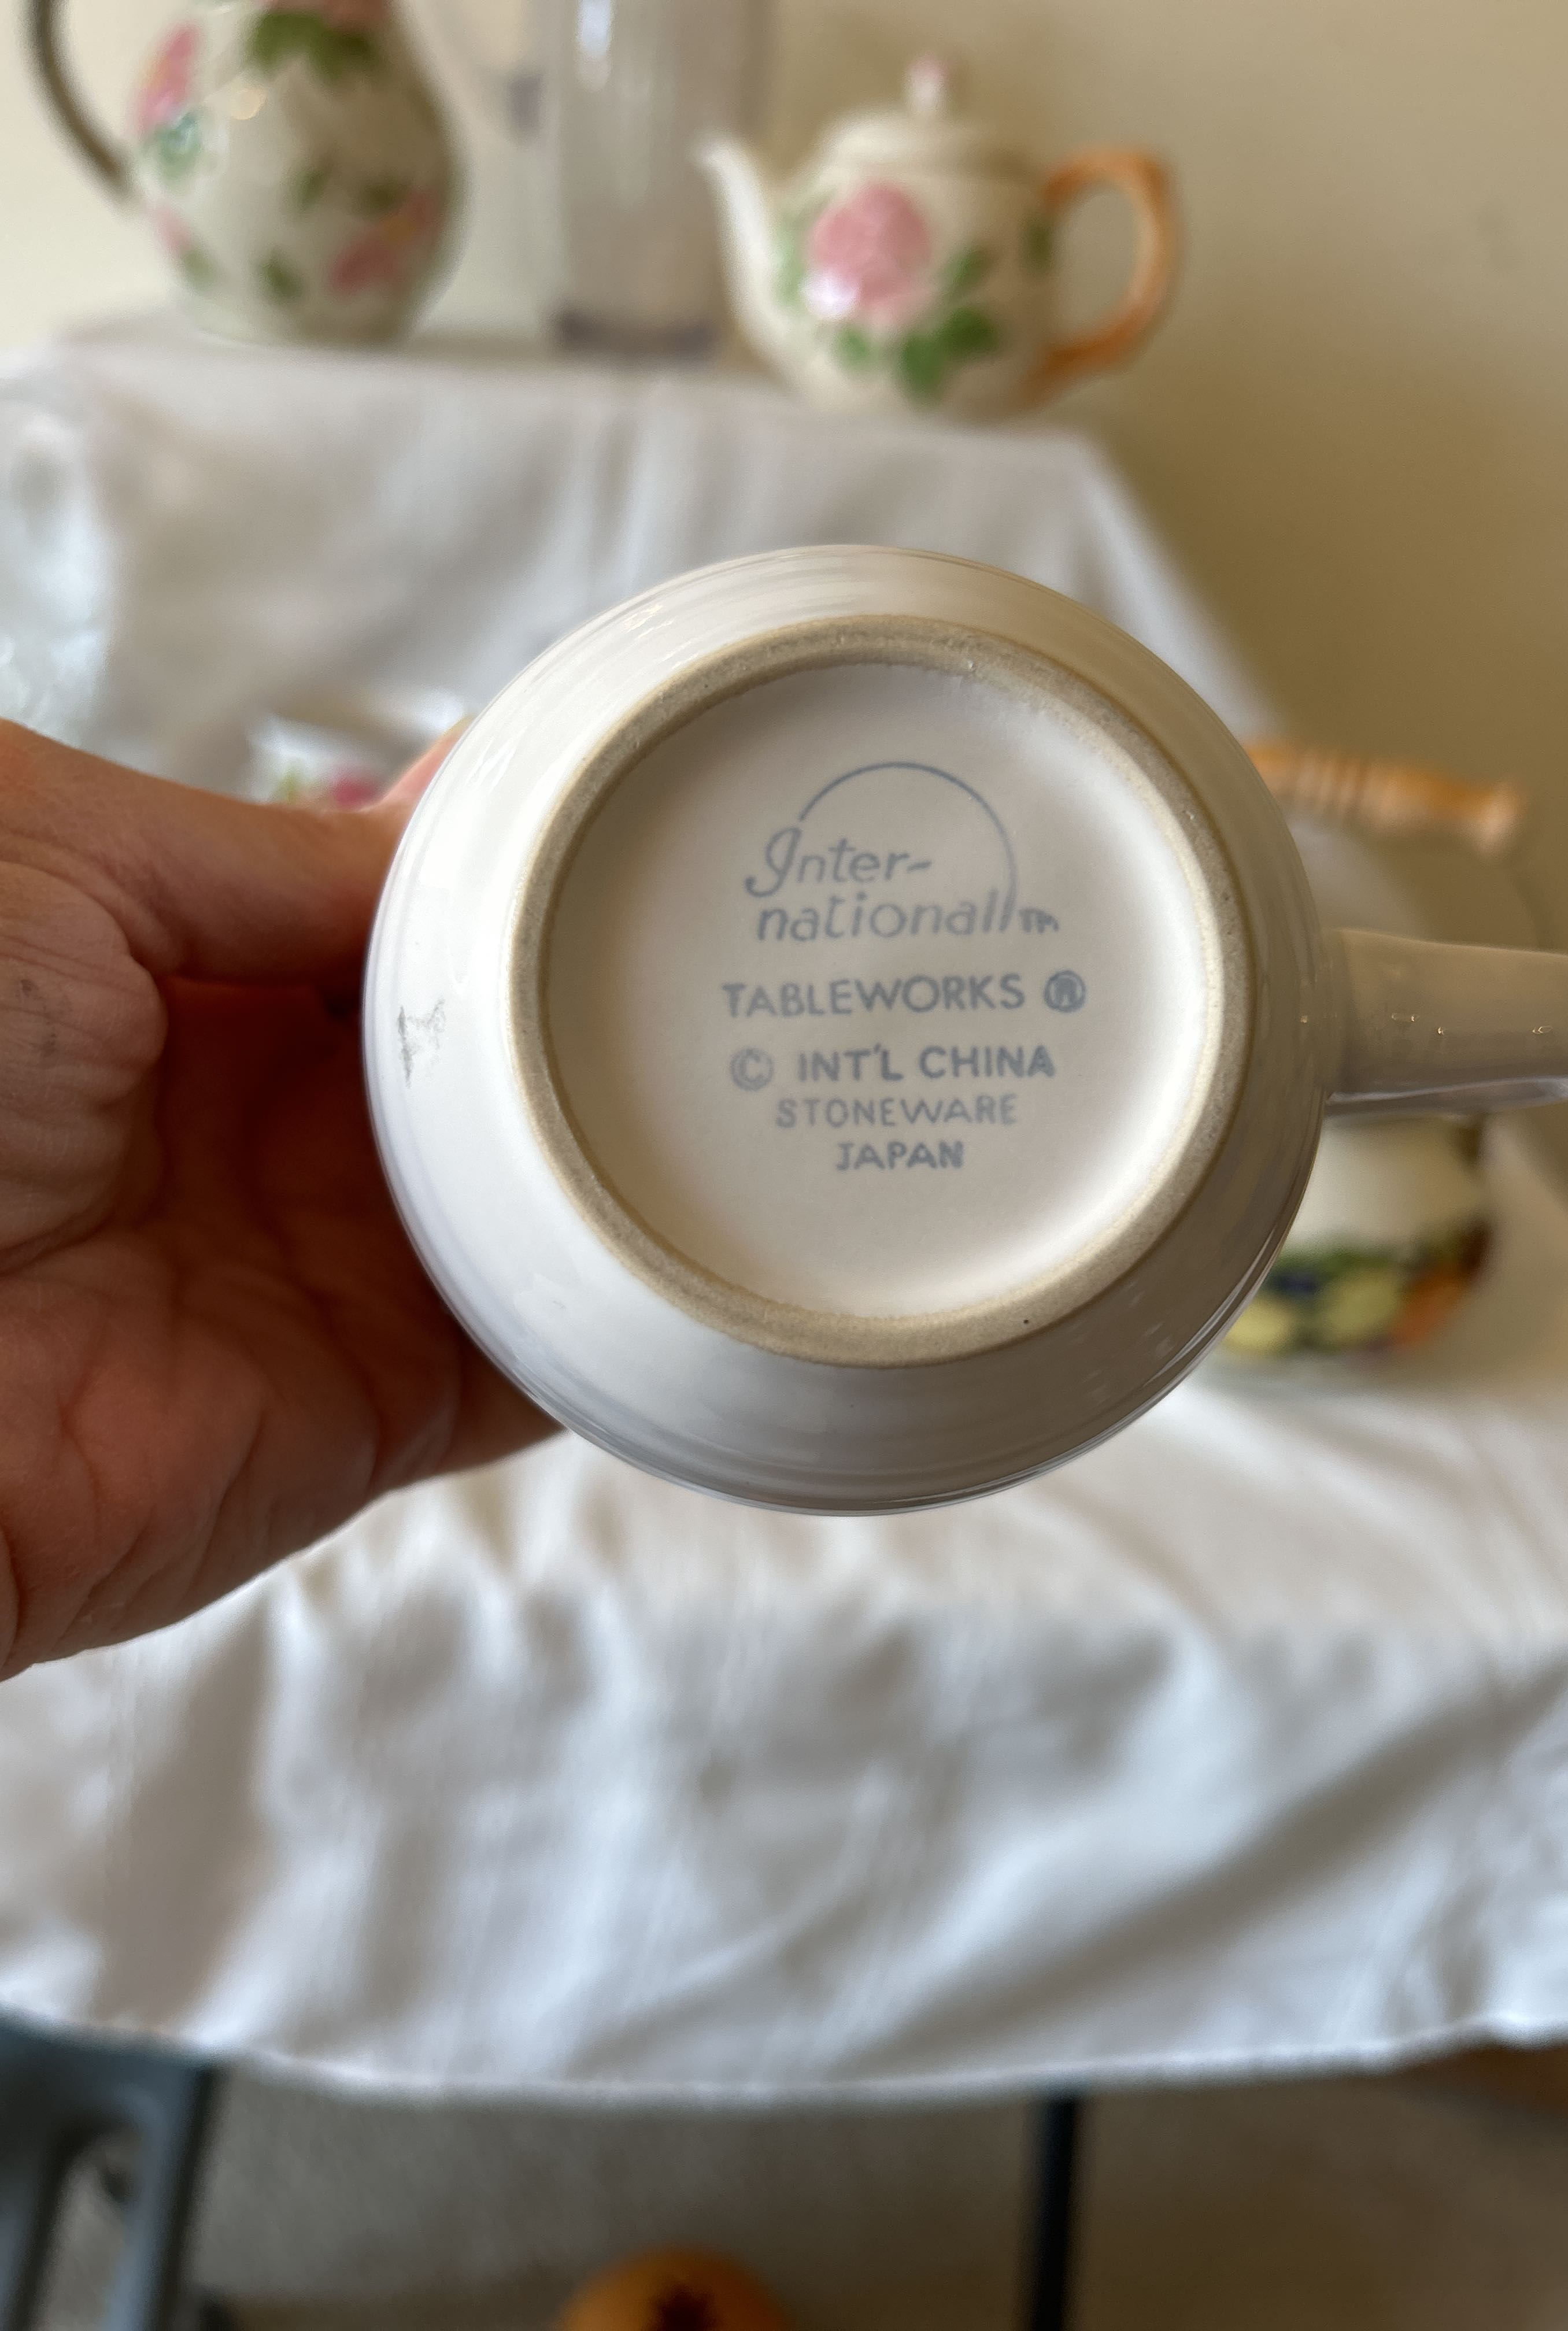 Inter-
national™
TABLEWORKS ®
© INT'L CHINA
STONEWARE
JAPAN